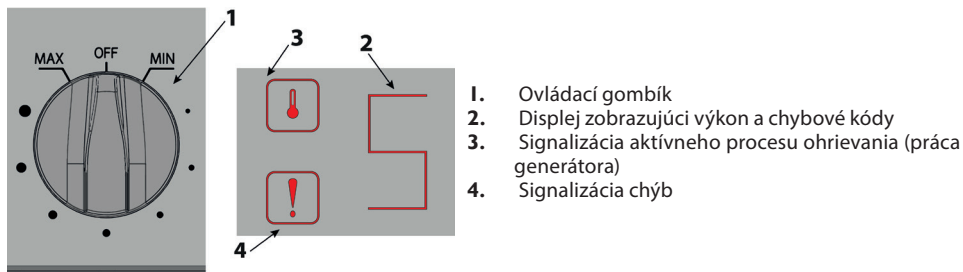 1
OFF
MAX
MIN
3
2
4
1. Ovládací gombík
2. Displej zobrazujúci výkon a chybové kódy
3. Signalizácia aktívneho procesu ohrievania (práca
generátora)
4. Signalizácia chýb